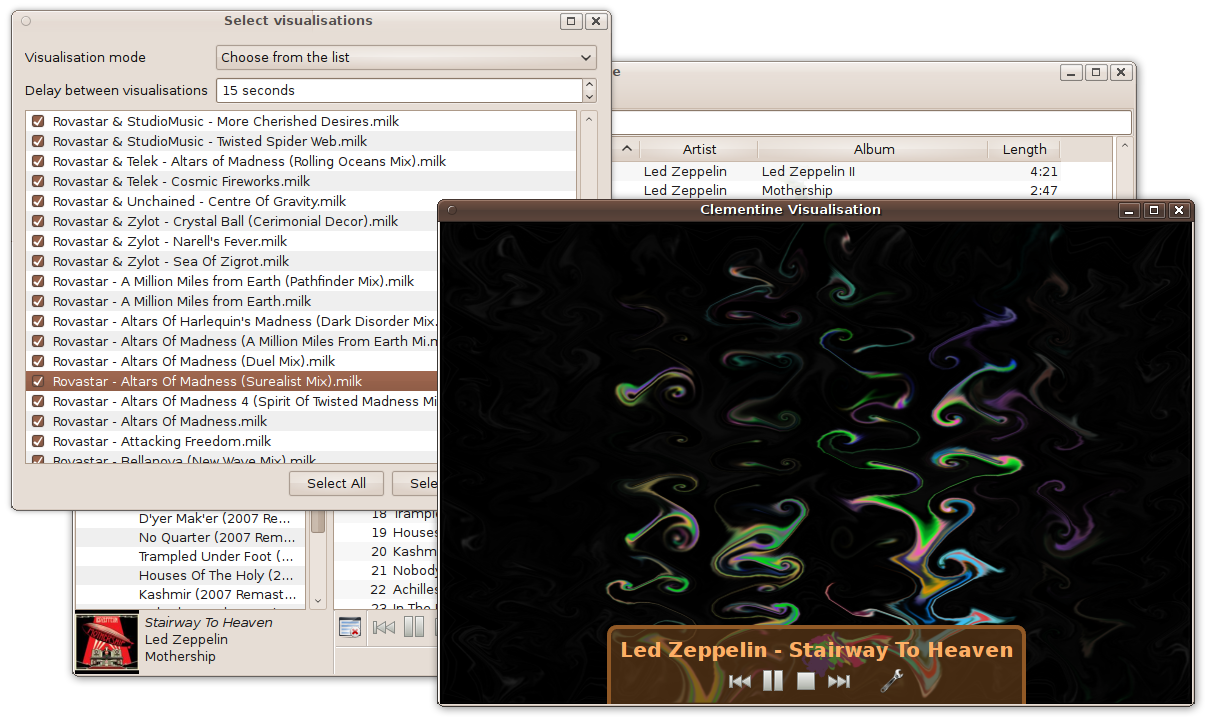 Select visualisations
Visualisation mode
Choose from the list
Delay between visualisations
15 seconds
Rovastar & StudioMusic - More Cherished Desires.milk
Rovastar & StudioMusic - Twisted Spider Web.milk
Rovastar & Telek - Altars of Madness (Rolling Oceans Mix).milk
Rovastar & Telek - Cosmic Fireworks.milk
Rovastar & Unchained - Centre Of Gravity.milk
Rovastar & Zylot - Crystal Ball (Cerimonial Decor).milk
Rovastar & Zylot - Narell's Fever.milk
Rovastar & Zylot - Sea Of Zigrot.milk
Rovastar - A Million Miles from Earth (Pathfinder Mix).milk
Rovastar - A Million Miles from Earth.milk
Rovastar - Altars Of Harlequin's Madness (Dark Disorder Mix.
Rovastar - Altars Of Madness (A Million Miles From Earth Mi.
Rovastar - Altars Of Madness (Duel Mix).milk
Rovastar - Altars Of Madness (Surealist Mix).milk
Rovastar - Altars Of Madness 4 (Spirit Of Twisted Madness Mi
Rovastar - Altars Of Madness.milk
Rovastar - Attacking Freedom.milk
Rovastar - Bellanova (New Wave Mix).milk
Select All
Sele
Artist Album Length
Led Zeppelin Led Zeppelin II 4:21
Led Zeppelin Mothership 2:47
Clementine Visualisation
D'yer Mak'er (2007 Re...
No Quarter (2007 Rem...
Trampled Under Foot (...
Houses Of The Holy (2...
Kashmir (2007 Remast...
18 Trampl
19 Houses
20 Kashm
21 Nobody
22 Achilles
23 In The
Stairway To Heaven
Led Zeppelin
Mothership
Led Zeppelin - Stairway To Heaven